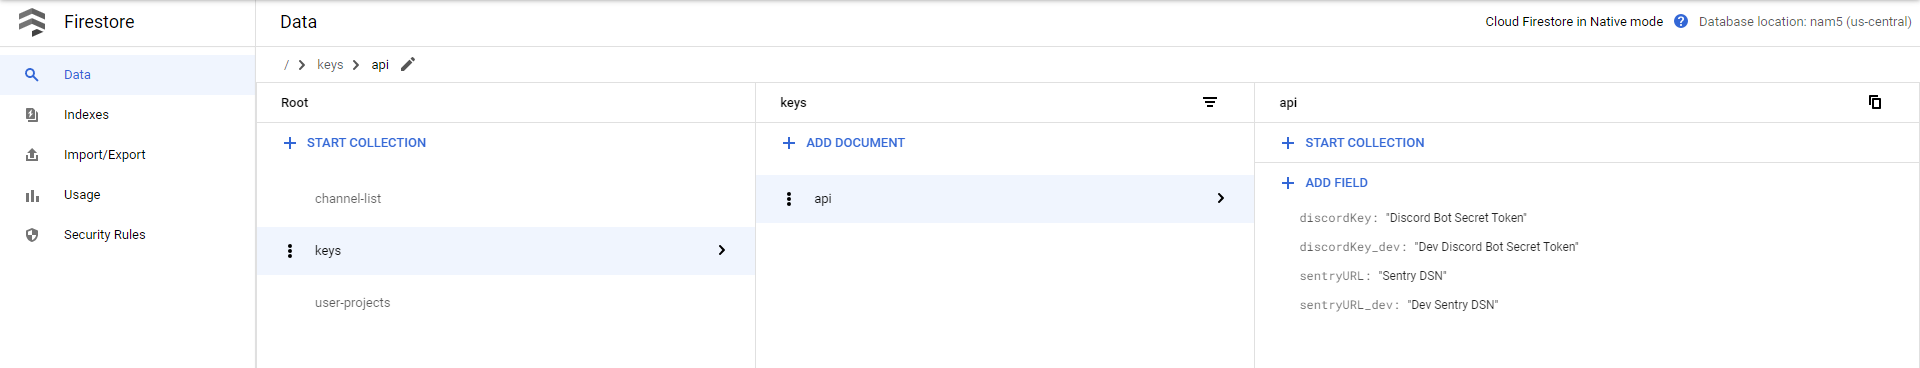 Firestore
Data
Cloud Firestore in Native mode
Database location: nam5 (us-central)
Data
Indexes
Import/Export
Usage
Security Rules
/ keys api
Root
START COLLECTION
channel-list
keys
user-projects
keys
ADD DOCUMENT
api
api
START COLLECTION
ADD FIELD
discordKey: "Discord Bot Secret Token"
discordKey_dev: "Dev Discord Bot Secret Token"
sentryURL: "Sentry DSN"
sentryURL_dev: "Dev Sentry DSN"